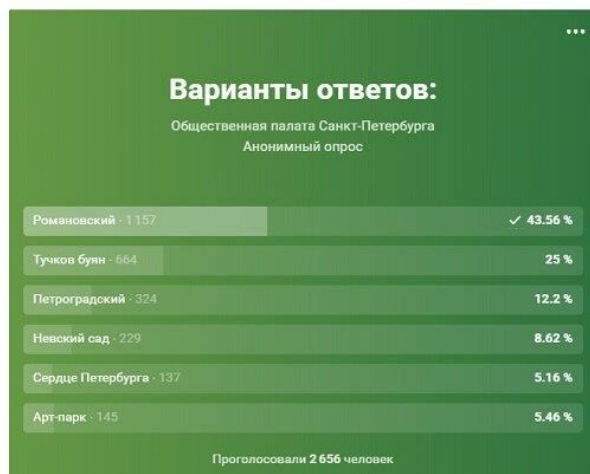 Варианты ответов:
Общественная палата Санкт-Петербурга
Анонимный опрос
Романовский · 1 157 43.56 %
Тучков буян · 664 25 %
Петроградский · 324 12.2 %
Невский сад · 229 8.62 %
Сердце Петербурга · 137 5.16 %
Арт-парк · 145 5.46 %
Проголосовали 2 656 человек